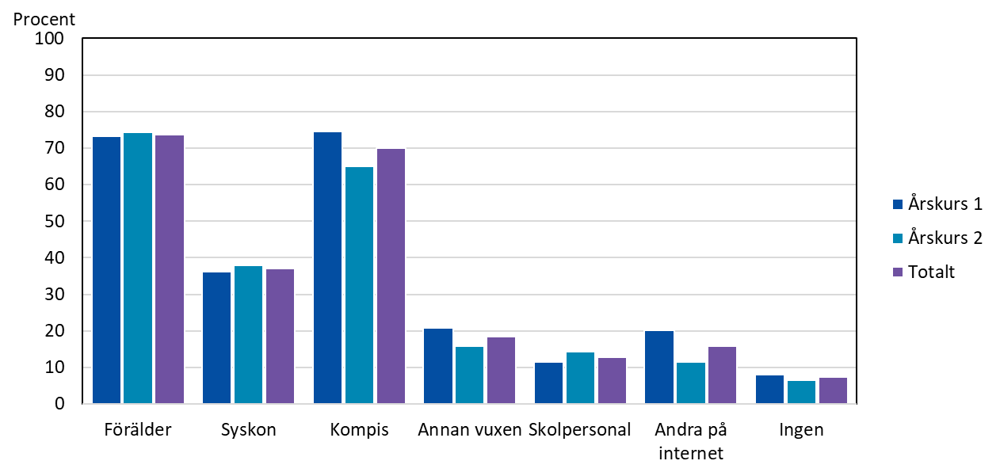 Procent
100
90
80
70
60
50
40
30
20
10
0
Förälder
Syskon
Kompis
Annan vuxen
Skolpersonal
Andra på
internet
Ingen
Årskurs 1
Årskurs 2
Totalt